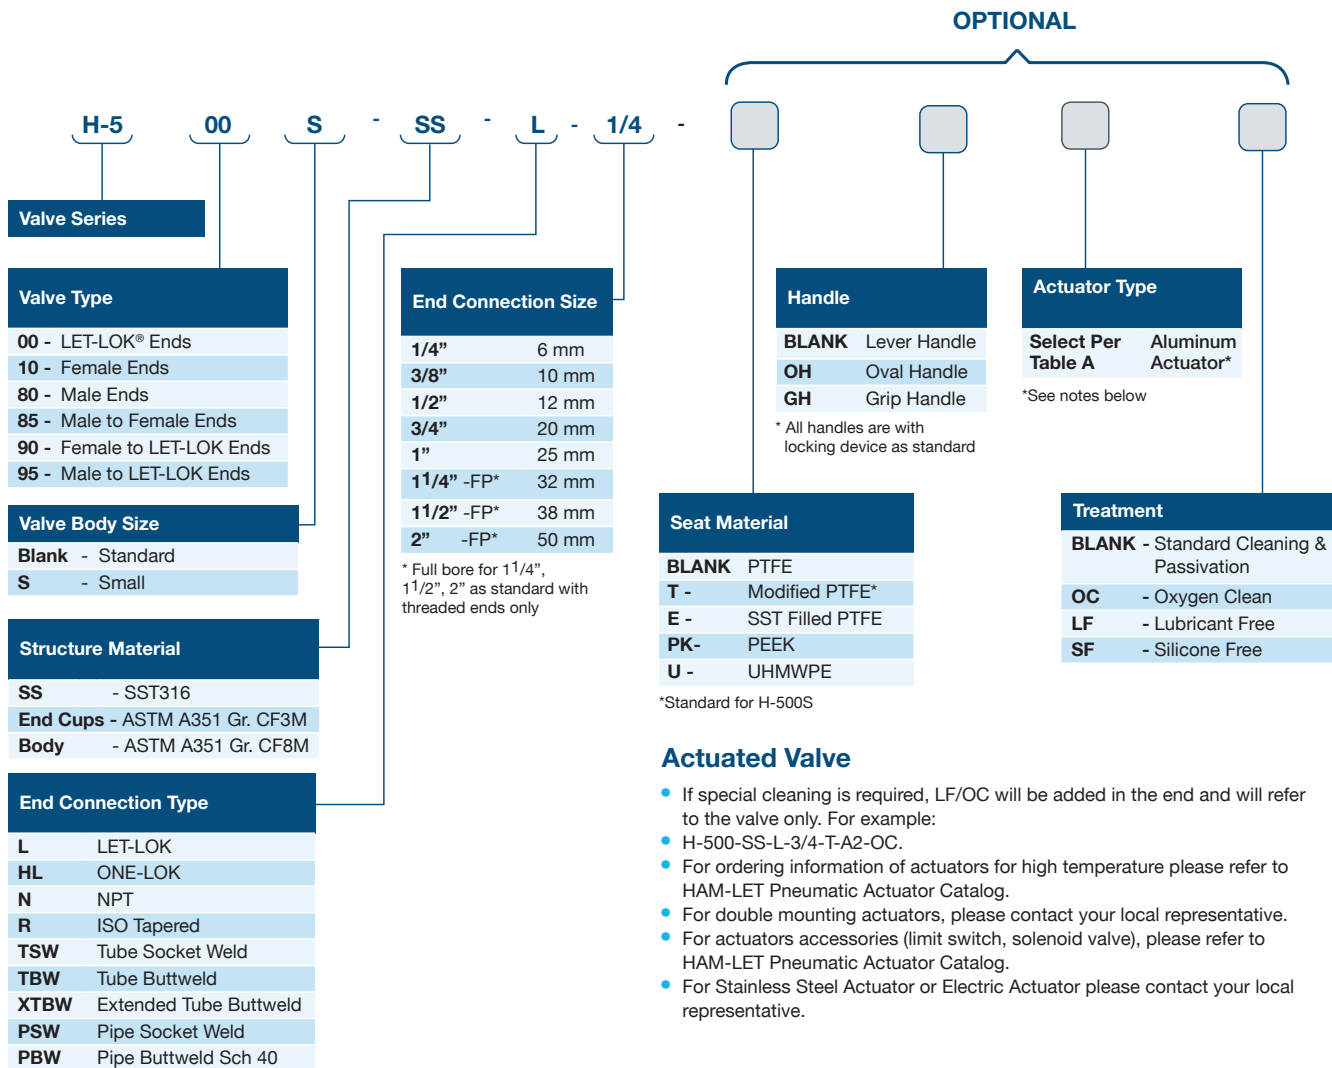 OPTIONAL
H-5 00 S - SS - L - 1/4 -
Valve Series
Valve Type
00 - LET-LOK® Ends
10 - Female Ends
80 - Male Ends
85 - Male to Female Ends
90 - Female to LET-LOK Ends
95 - Male to LET-LOK Ends
Valve Body Size
Blank - Standard
S - Small
Structure Material
SS - SST316
End Cups - ASTM A351 Gr. CF3M
Body - ASTM A351 Gr. CF8M
End Connection Type
L LET-LOK
HL ONE-LOK
N NPT
R ISO Tapered
TSW Tube Socket Weld
TBW Tube Buttweld
XTBW Extended Tube Buttweld
PSW Pipe Socket Weld
PBW Pipe Buttweld Sch 40
End Connection Size
1/4” 6 mm
3/8” 10 mm
1/2” 12 mm
3/4” 20 mm
1” 25 mm
11/4” -FP* 32 mm
11/2” -FP* 38 mm
2” -FP* 50 mm
* Full bore for 11/4”,
11/2”, 2” as standard with
threaded ends only
Handle
BLANK Lever Handle
OH Oval Handle
GH Grip Handle
* All handles are with
locking device as standard
Actuator Type
Select Per Aluminum
Table A Actuator*
*See notes below
Seat Material
BLANK PTFE
T - Modified PTFE*
E - SST Filled PTFE
PK- PEEK
U - UHMWPE
*Standard for H-500S
Treatment
BLANK - Standard Cleaning &
Passivation
OC - Oxygen Clean
LF - Lubricant Free
SF - Silicone Free
Actuated Valve
• If special cleaning is required, LF/OC will be added in the end and will refer
to the valve only. For example:
• H-500-SS-L-3/4-T-A2-OC.
• For ordering information of actuators for high temperature please refer to
HAM-LET Pneumatic Actuator Catalog.
• For double mounting actuators, please contact your local representative.
• For actuators accessories (limit switch, solenoid valve), please refer to
HAM-LET Pneumatic Actuator Catalog.
• For Stainless Steel Actuator or Electric Actuator please contact your local
representative.